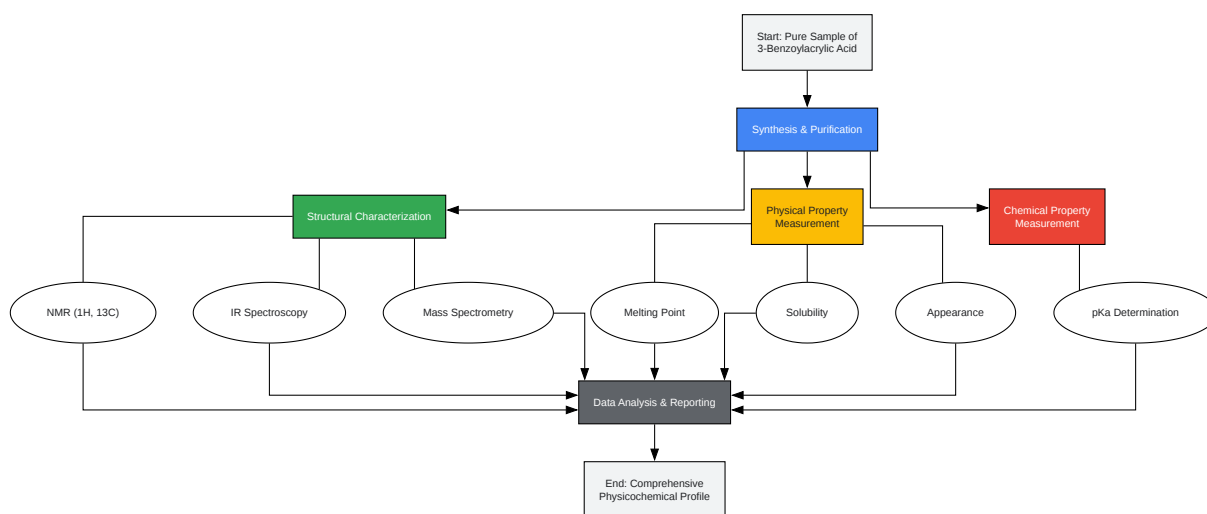 Start: Pure Sample of
3-Benzoylacrylic Acid
Synthesis & Purification
Structural Characterization
Physical Property
Measurement
Chemical Property
Measurement
NMR (1H, 13C)
IR Spectroscopy
Mass Spectrometry
Melting Point
Solubility
Appearance
pKa Determination
Data Analysis & Reporting
End: Comprehensive
Physicochemical Profile